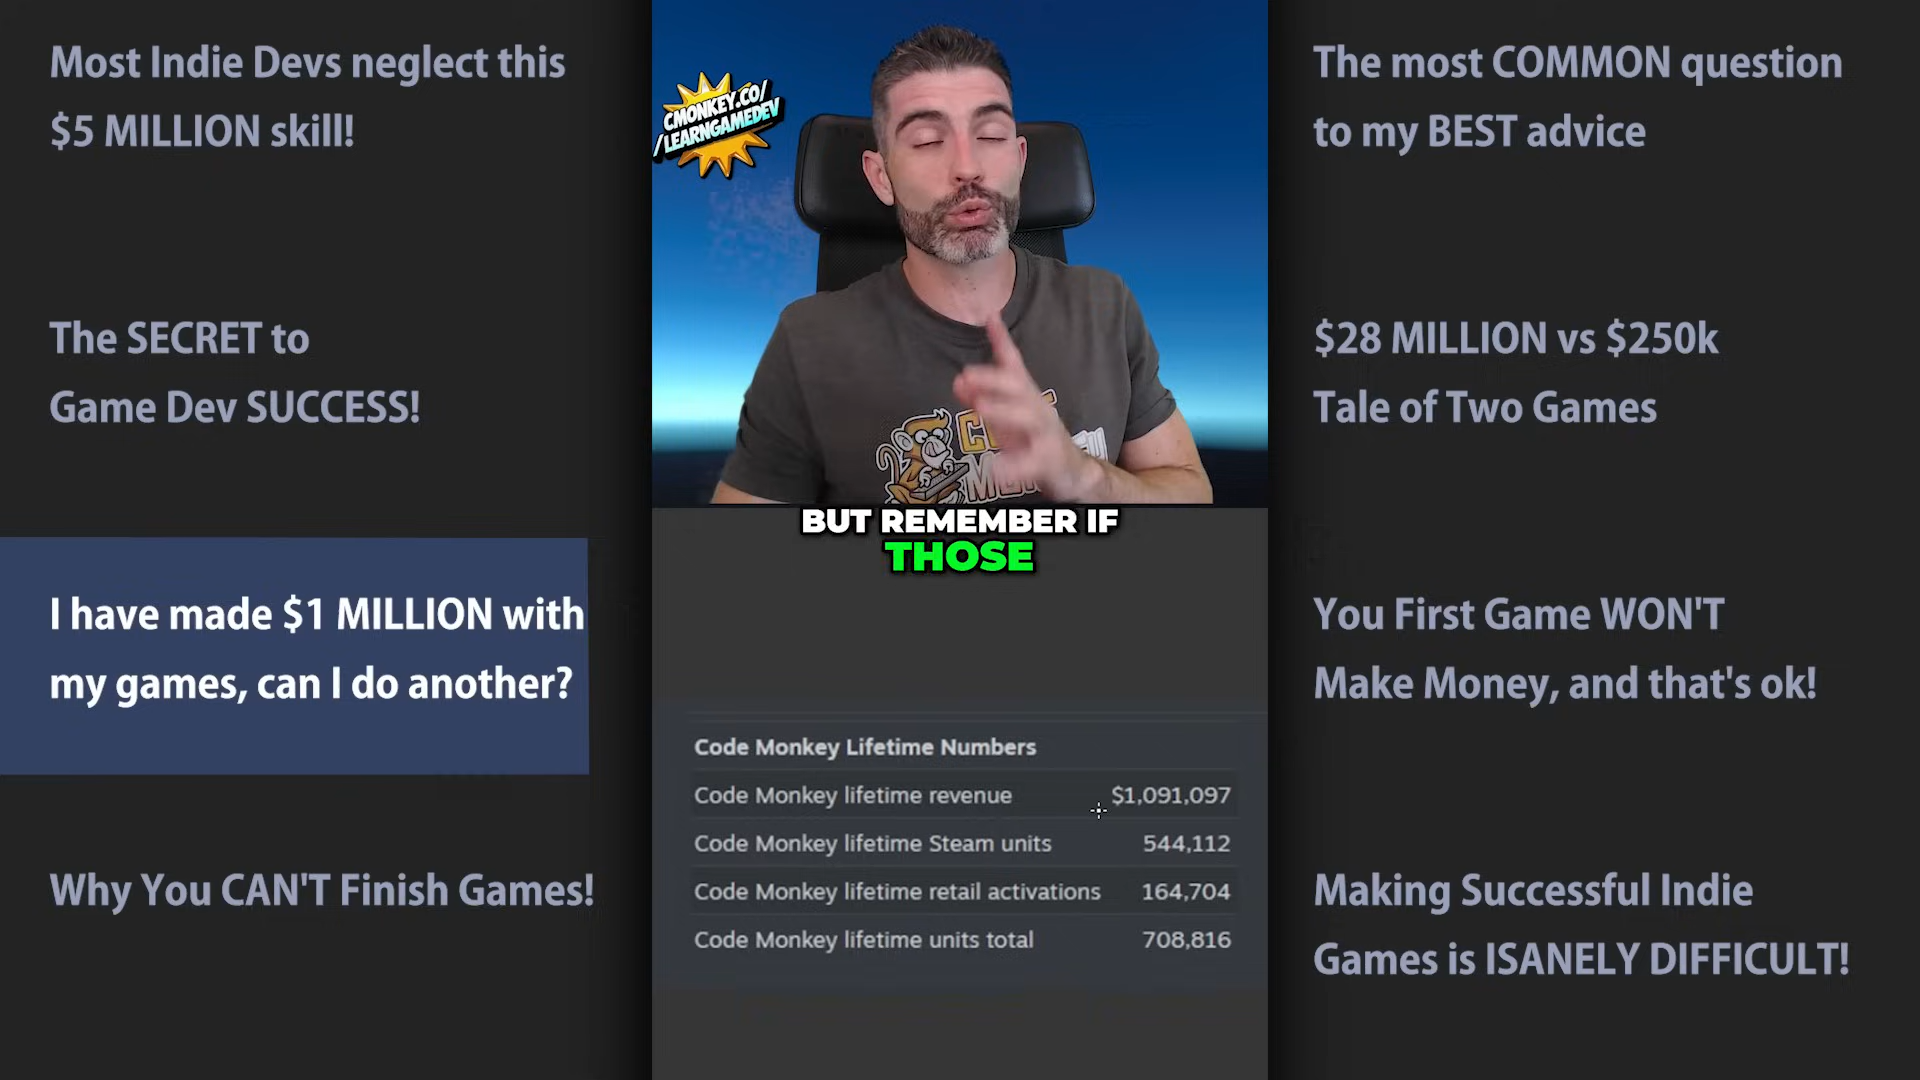 Most Indie Devs neglect this
$5 MILLION skill!
The SECRET to
Game Dev SUCCESS!
I have made $1 MILLION with
my games, can I do another?
Why You CAN'T Finish Games!
CMONKEY.CO/
/LEARNGAMEDEV
BUT REMEMBER IF
THOSE
Code Monkey Lifetime Numbers
Code Monkey lifetime revenue $1,091,097
Code Monkey lifetime Steam units 544,112
Code Monkey lifetime retail activations 164,704
Code Monkey lifetime units total 708,816
The most COMMON question
to my BEST advice
$28 MILLION vs $250k
Tale of Two Games
You First Game WON'T
Make Money, and that's ok!
Making Successful Indie
Games is ISANELY DIFFICULT!